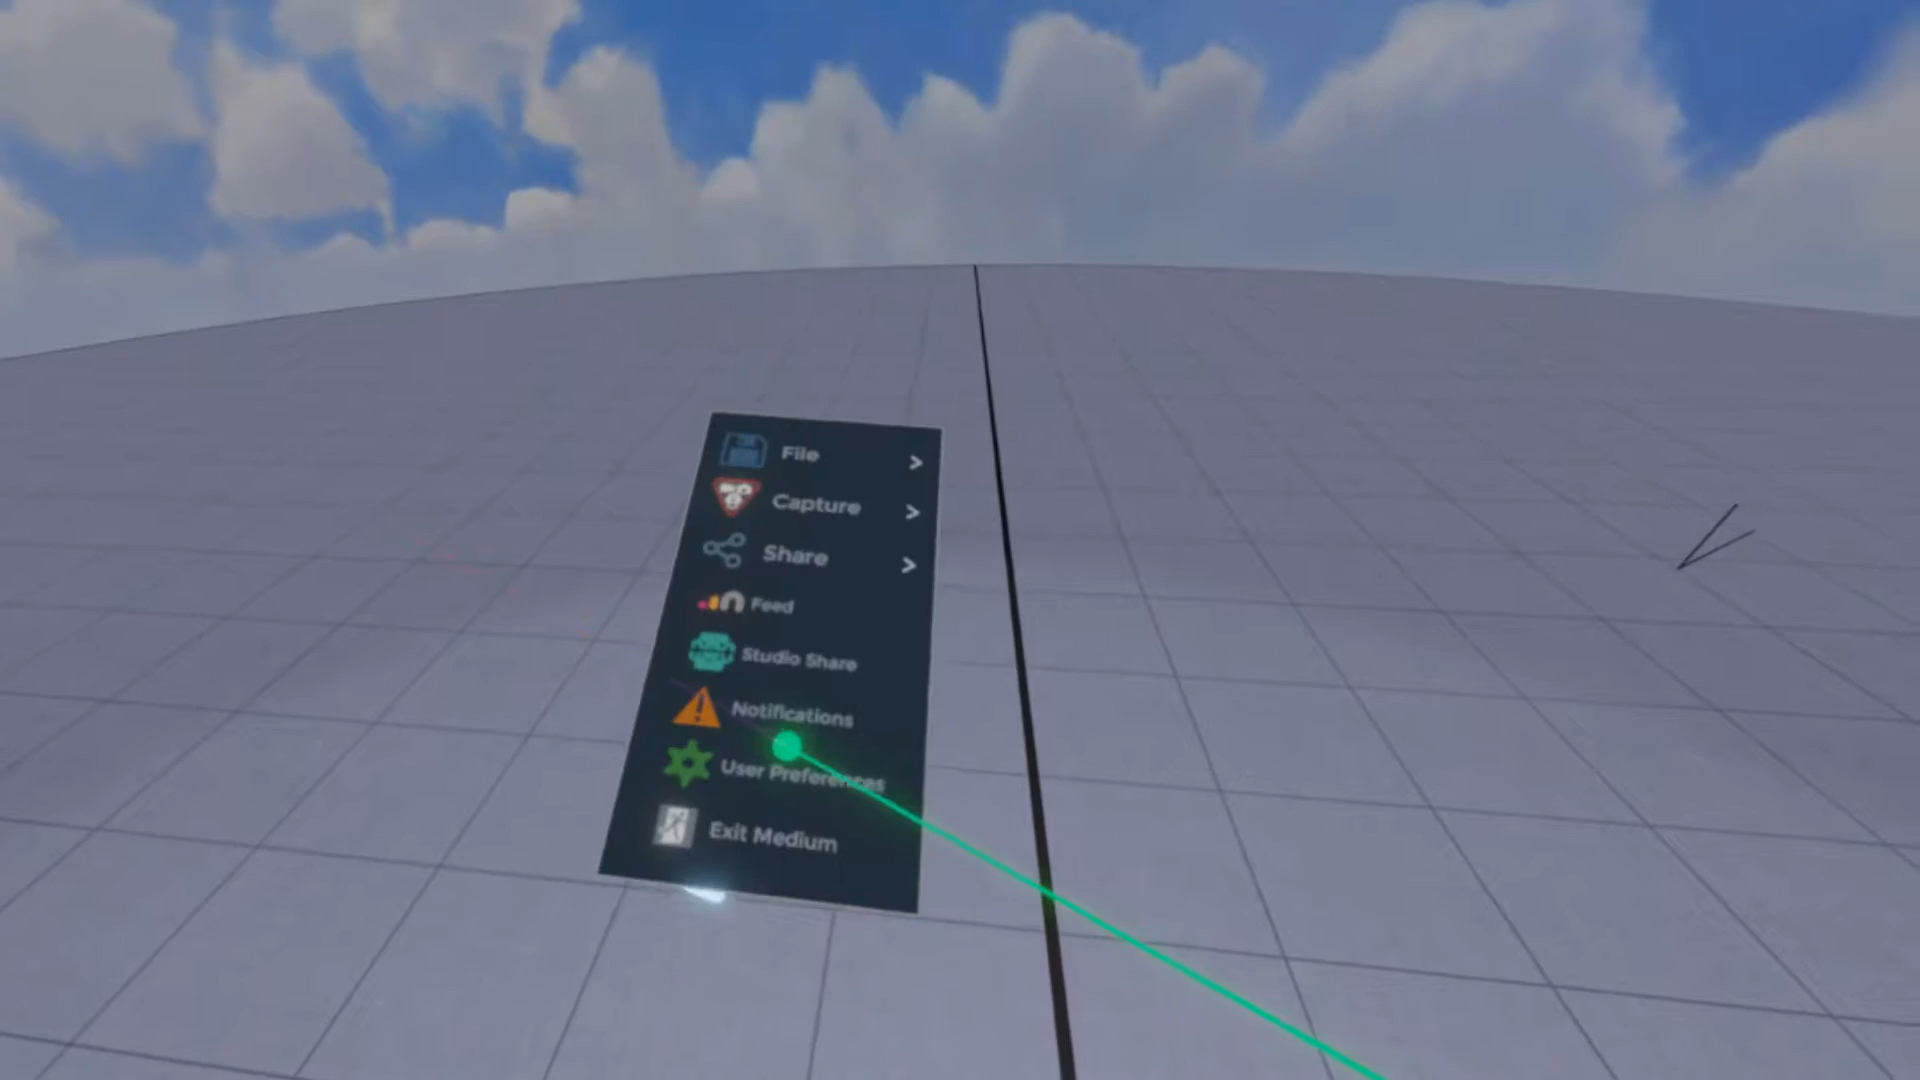 File >
Capture >
Share >
Feed
Studio Share
Notifications
User Preferences
Exit Medium